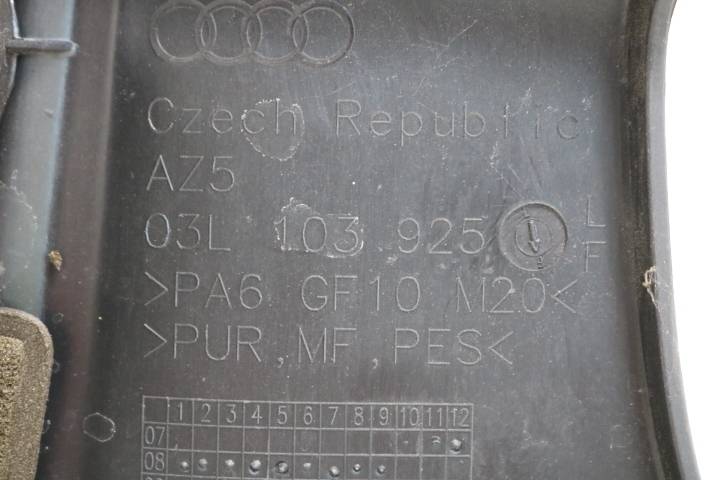 Czech Republic
AZ5
03L 103 925 L
F
>PA6 GF10 M20<
>PUR,MF,PES<
1 2 3 4 5 6 7 8 9 10 11 12
07
08